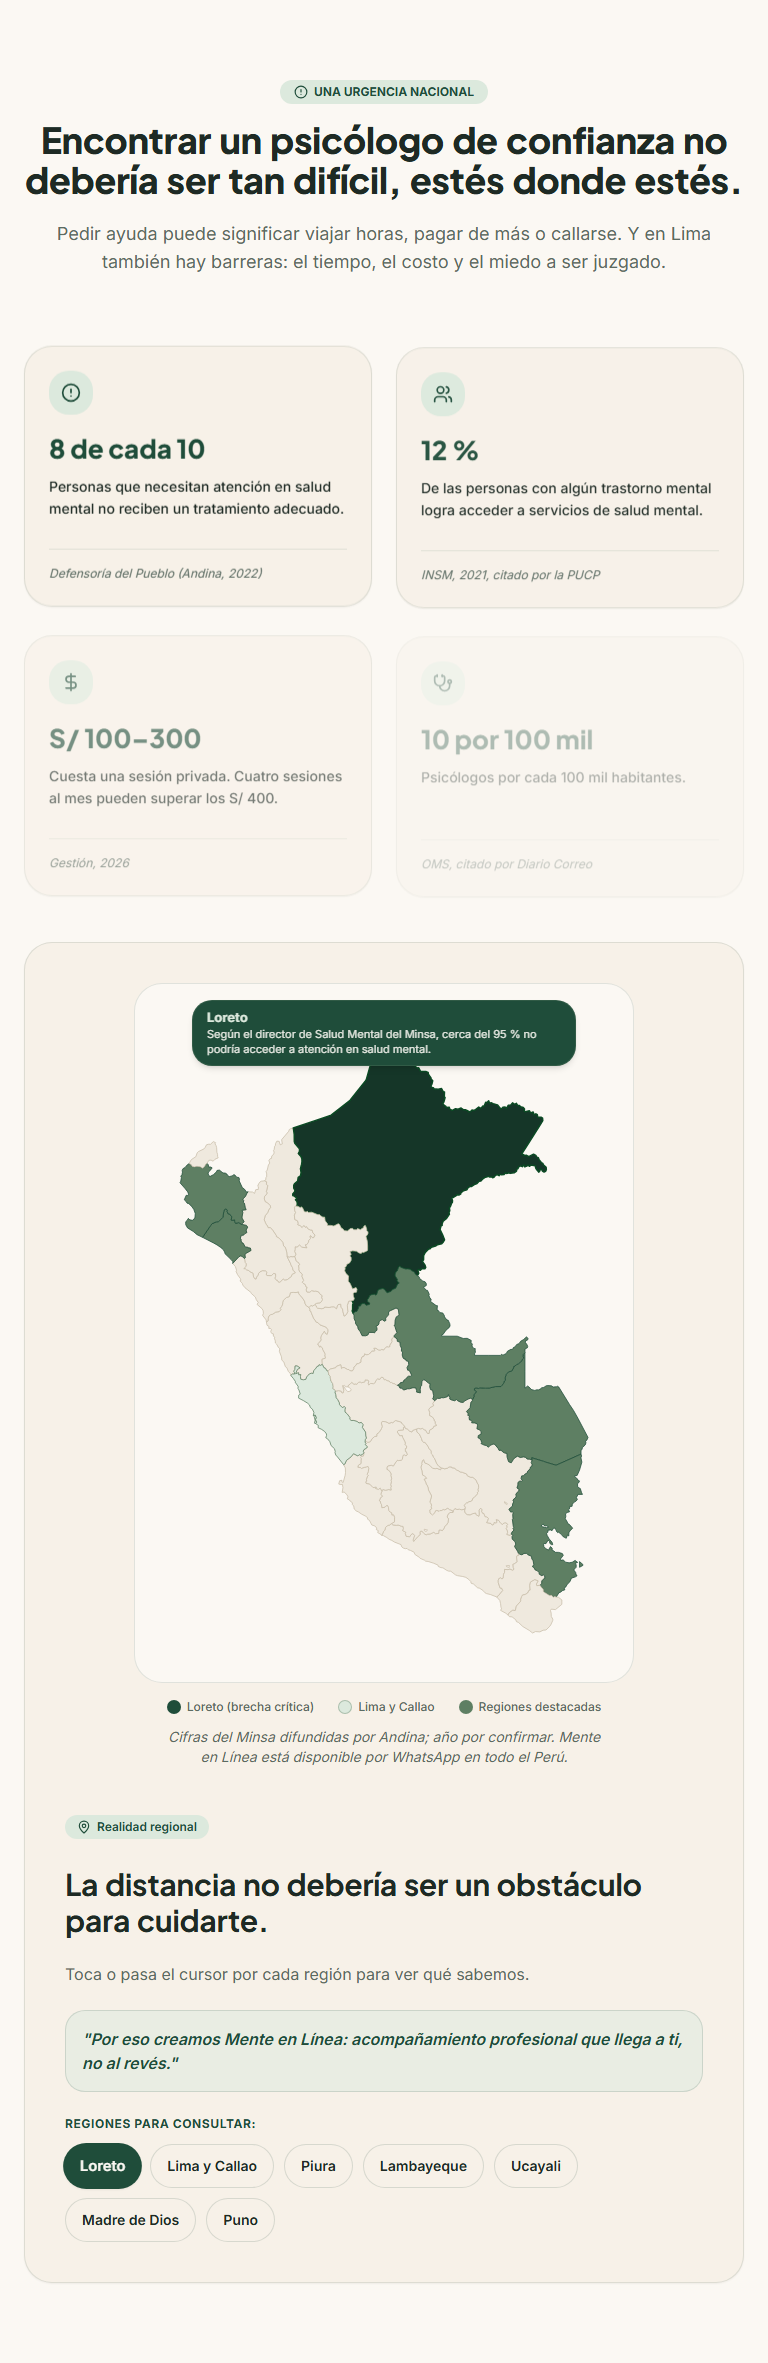 UNA URGENCIA NACIONAL
Encontrar un psicólogo de confianza no
debería ser tan difícil, estés donde estés.
Pedir ayuda puede significar viajar horas, pagar de más o callarse. Y en Lima
también hay barreras: el tiempo, el costo y el miedo a ser juzgado.
8 de cada 10
Personas que necesitan atención en salud
mental no reciben un tratamiento adecuado.
Defensoría del Pueblo (Andina, 2022)
12 %
De las personas con algún trastorno mental
logra acceder a servicios de salud mental.
INSM, 2021, citado por la PUCP
S/ 100–300
Cuesta una sesión privada. Cuatro sesiones
al mes pueden superar los S/ 400.
Gestión, 2026
10 por 100 mil
Psicólogos por cada 100 mil habitantes.
OMS, citado por Diario Correo
Loreto
Según el director de Salud Mental del Minsa, cerca del 95 % no
podría acceder a atención en salud mental.
Loreto (brecha crítica)
Lima y Callao
Regiones destacadas
Cifras del Minsa difundidas por Andina; año por confirmar. Mente
en Línea está disponible por WhatsApp en todo el Perú.
Realidad regional
La distancia no debería ser un obstáculo
para cuidarte.
Toca o pasa el cursor por cada región para ver qué sabemos.
"Por eso creamos Mente en Línea: acompañamiento profesional que llega a ti,
no al revés."
REGIONES PARA CONSULTAR:
Loreto
Lima y Callao
Piura
Lambayeque
Ucayali
Madre de Dios
Puno